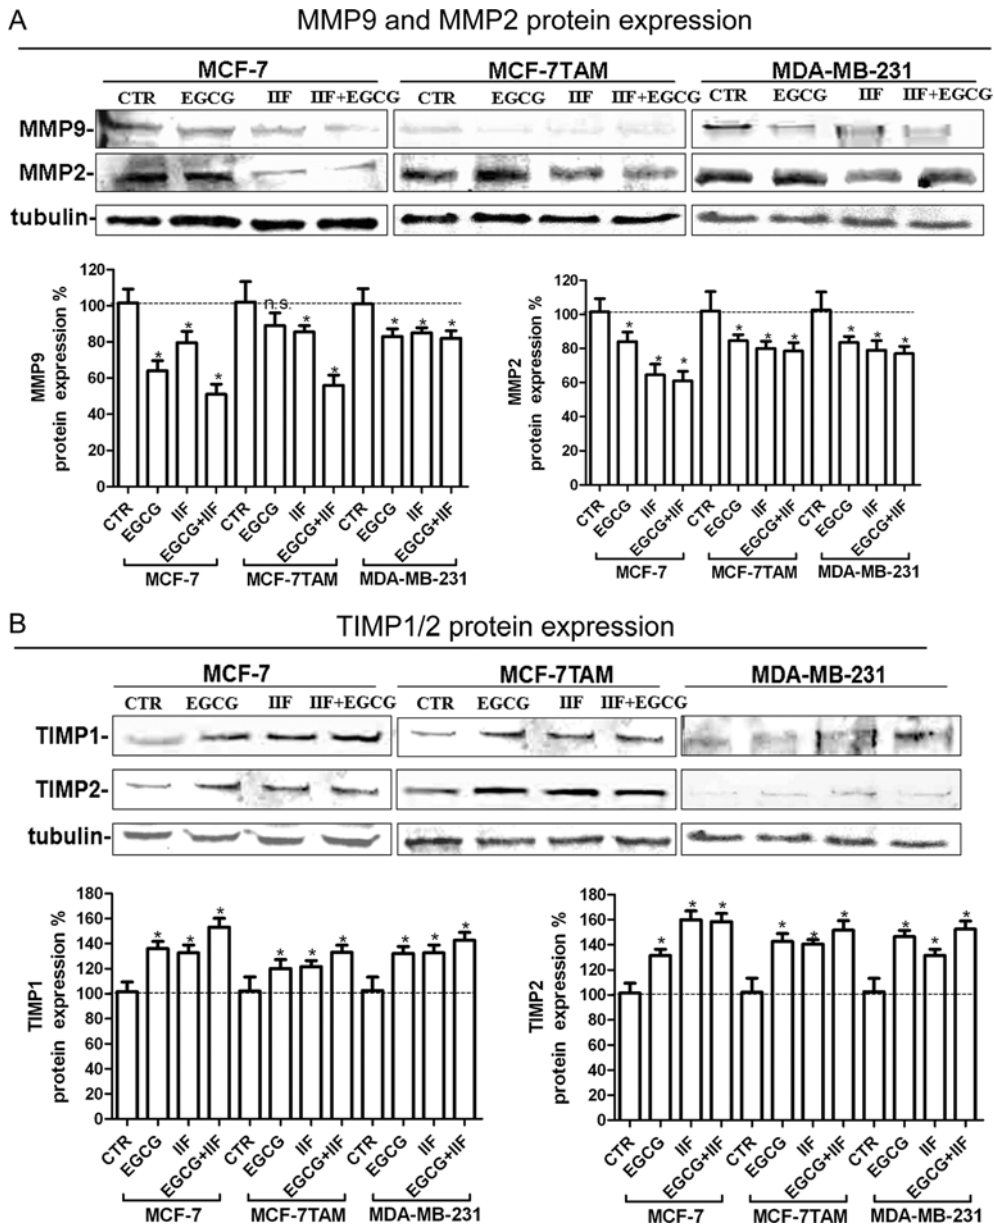 A
MMP9 and MMP2 protein expression
MCF-7 MCF-7TAM MDA-MB-231
CTR EGCG IIF IIF+EGCG CTR EGCG IIF IIF+EGCG CTR EGCG IIF IIF+EGCG
MMP9-
MMP2-
tubulin-
MMP9
protein expression %
120
100
80
60
40
20
0
* * * n.s. * * * * *
CTR EGCG IIF EGCG+IIF CTR EGCG IIF EGCG+IIF CTR EGCG IIF EGCG+IIF
MCF-7 MCF-7TAM MDA-MB-231
MMP2
protein expression %
120
100
80
60
40
20
0
* * * * * * * * *
CTR EGCG IIF EGCG+IIF CTR EGCG IIF EGCG+IIF CTR EGCG IIF EGCG+IIF
MCF-7 MCF-7TAM MDA-MB-231
B
TIMP1/2 protein expression
MCF-7 MCF-7TAM MDA-MB-231
CTR EGCG IIF IIF+EGCG CTR EGCG IIF IIF+EGCG
TIMP1-
TIMP2-
tubulin-
TIMP1
protein expression %
180
160
140
120
100
80
60
40
20
0
* * * * * * * * *
CTR EGCG IIF EGCG+IIF CTR EGCG IIF EGCG+IIF CTR EGCG IIF EGCG+IIF
MCF-7 MCF-7TAM MDA-MB-231
TIMP2
protein expression %
180
160
140
120
100
80
60
40
20
0
* * * * * * * * *
CTR EGCG IIF EGCG+IIF CTR EGCG IIF EGCG+IIF CTR EGCG IIF EGCG+IIF
MCF-7 MCF-7TAM MDA-MB-231